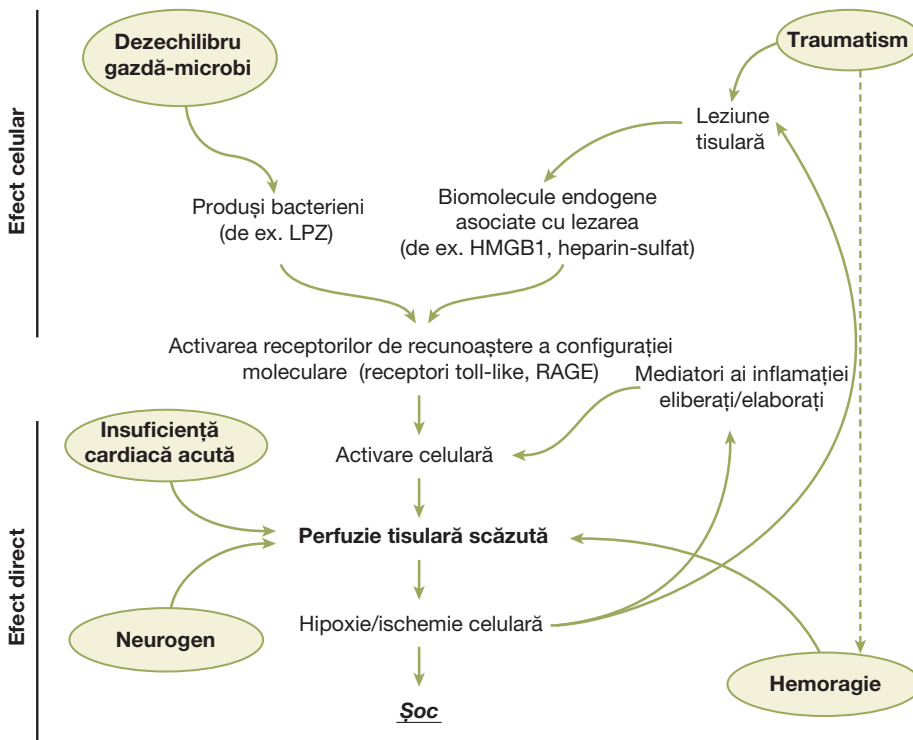 Efect celular
Dezechilibru
gazdă-microbi
Traumatism
Leziune
tisulară
Produși bacterieni
(de ex. LPZ)
Biomolecule endogene
asociate cu lezarea
(de ex. HMGB1, heparin-sulfat)
Activarea receptorilor de recunoaștere a configurației
moleculare (receptori toll-like, RAGE)
Mediatori ai inflamației
eliberați/elaborați
Efect direct
Insuficiență
cardiacă acută
Activare celulară
Perfuzie tisulară scăzută
Neurogen
Hipoxie/ischemie celulară
Hemoragie
Șoc